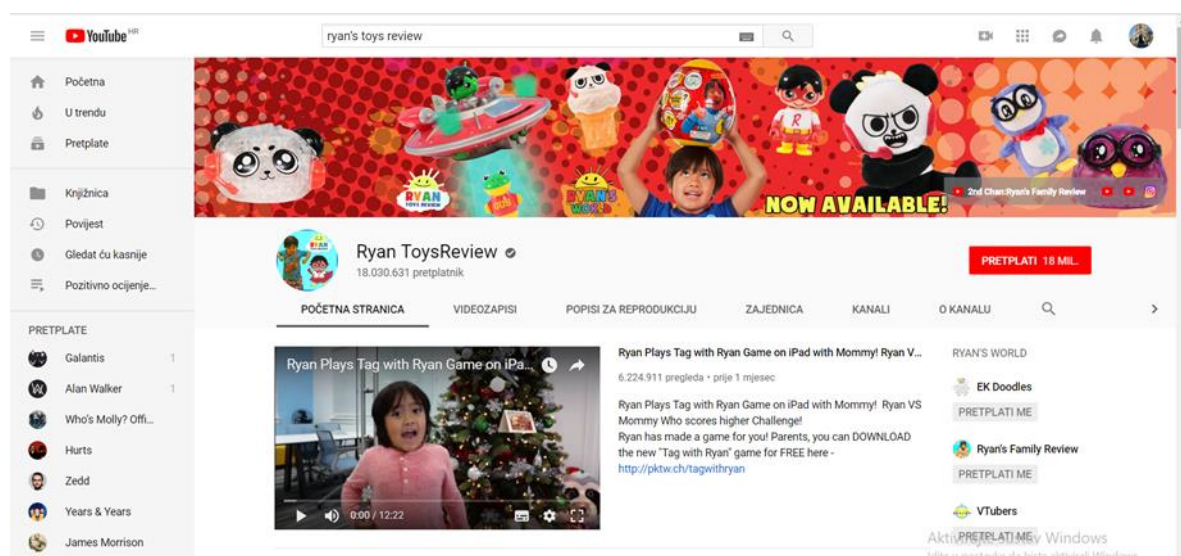 YouTube HR
ryan's toys review
Početna
U trendu
Pretplate
Knjižnica
Povijest
Gledat ću kasnije
Pozitivno ocijenje...
PRETPLATE
Galantis 1
Alan Walker 1
Who's Molly? Offi...
Hurts
Zedd
Years & Years
James Morrison
RYAN
TOYS REVIEW
RYAN'S
WORLD
R
NOW AVAILABLE!
2nd Chan:Ryan's Family Review
Ryan ToysReview
18.030.631 pretplatnik
PRETPLATI 18 MIL.
POČETNA STRANICA VIDEOZAPISI POPISI ZA REPRODUKCIJU ZAJEDNICA KANALI O KANALU
Ryan Plays Tag with Ryan Game on iPa...
0:00 / 12:22
Ryan Plays Tag with Ryan Game on iPad with Mommy! Ryan V...
6.224.911 pregleda • prije 1 mjesec
Ryan Plays Tag with Ryan Game on iPad with Mommy! Ryan VS
Mommy Who scores higher Challenge!
Ryan has made a game for you! Parents, you can DOWNLOAD
the new "Tag with Ryan" game for FREE here -
http://pktw.ch/tagwithryan
RYAN'S WORLD
EK Doodles
PRETPLATI ME
Ryan's Family Review
PRETPLATI ME
VTubers
PRETPLATI ME
Windows